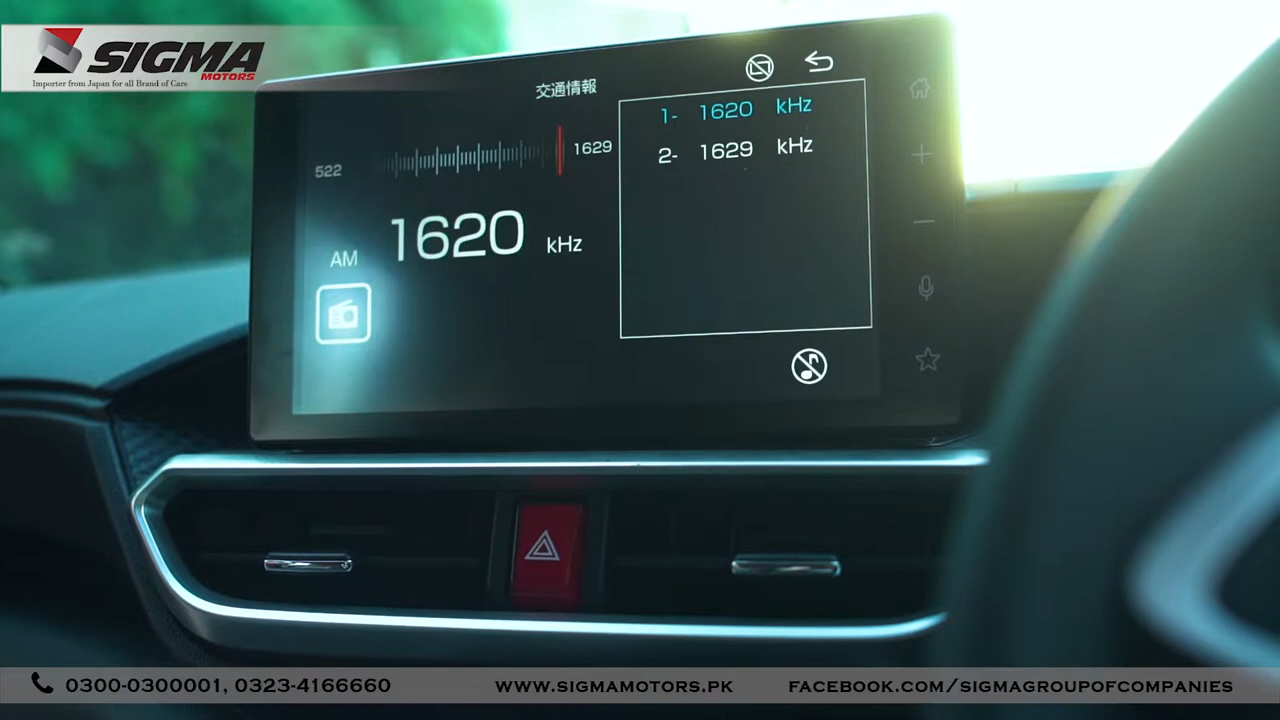 SIGMA
MOTORS
Importer from Japan for all Brand of Cars
交通情報
522
1629
1620 kHz
AM
1- 1620 kHz
2- 1629 kHz
0300-0300001, 0323-4166660
WWW.SIGMAMOTORS.PK
FACEBOOK.COM/SIGMAGROUPOFCOMPANIES